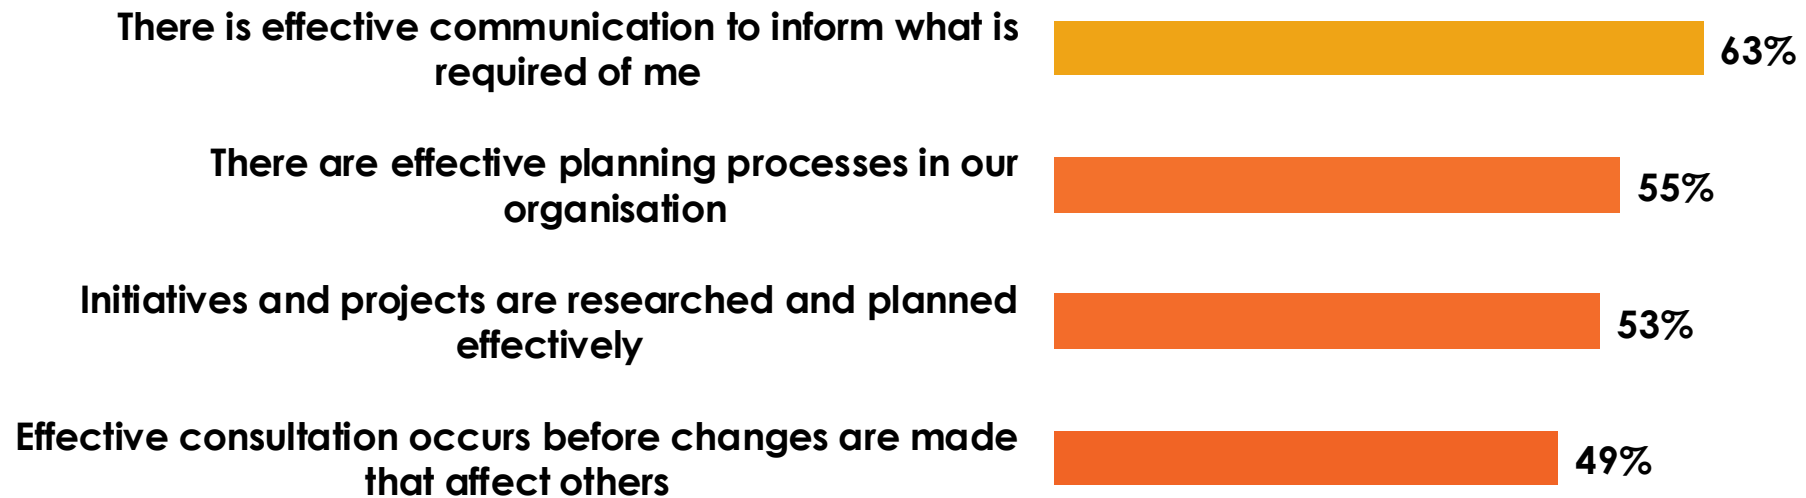 There is effective communication to inform what is
required of me
63%
There are effective planning processes in our
organisation
55%
Initiatives and projects are researched and planned
effectively
53%
Effective consultation occurs before changes are made
that affect others
49%